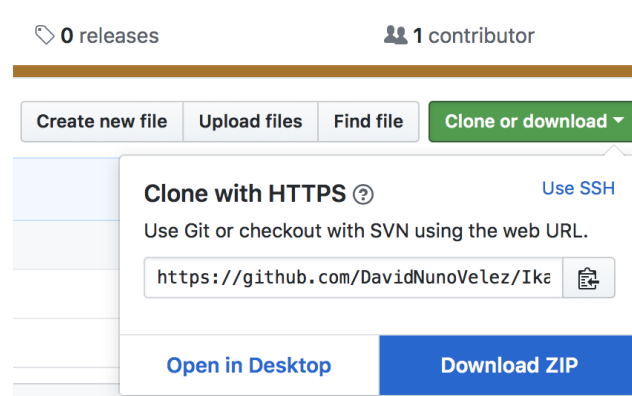 0 releases
1 contributor
Create new file
Upload files
Find file
Clone or download
Clone with HTTPS
Use SSH
Use Git or checkout with SVN using the web URL.
https://github.com/DavidNunoVelez/Ika
Open in Desktop
Download ZIP